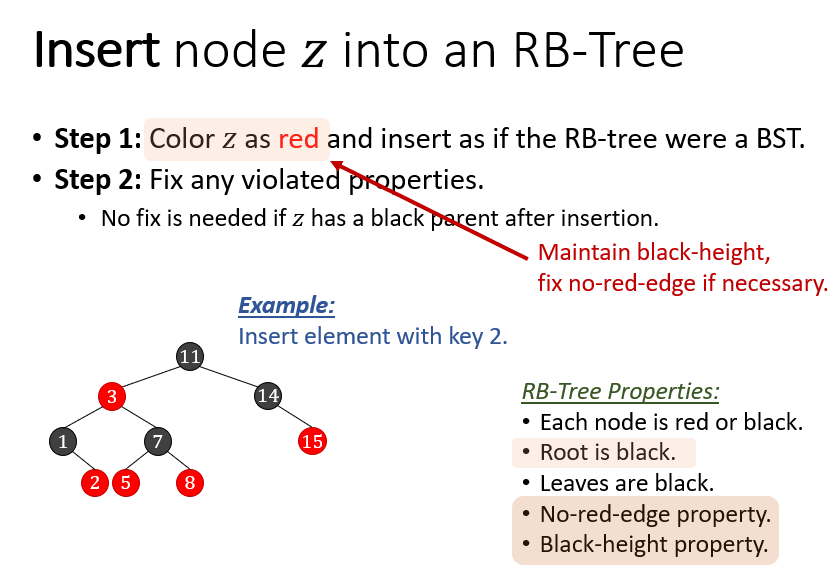 Insert node z into an RB-Tree
• Step 1: Color z as red and insert as if the RB-tree were a BST.
• Step 2: Fix any violated properties.
• No fix is needed if z has a black parent after insertion.
Maintain black-height,
fix no-red-edge if necessary.
Example:
Insert element with key 2.
11
3
14
1
7
15
2
5
8
RB-Tree Properties:
• Each node is red or black.
• Root is black.
• Leaves are black.
• No-red-edge property.
• Black-height property.